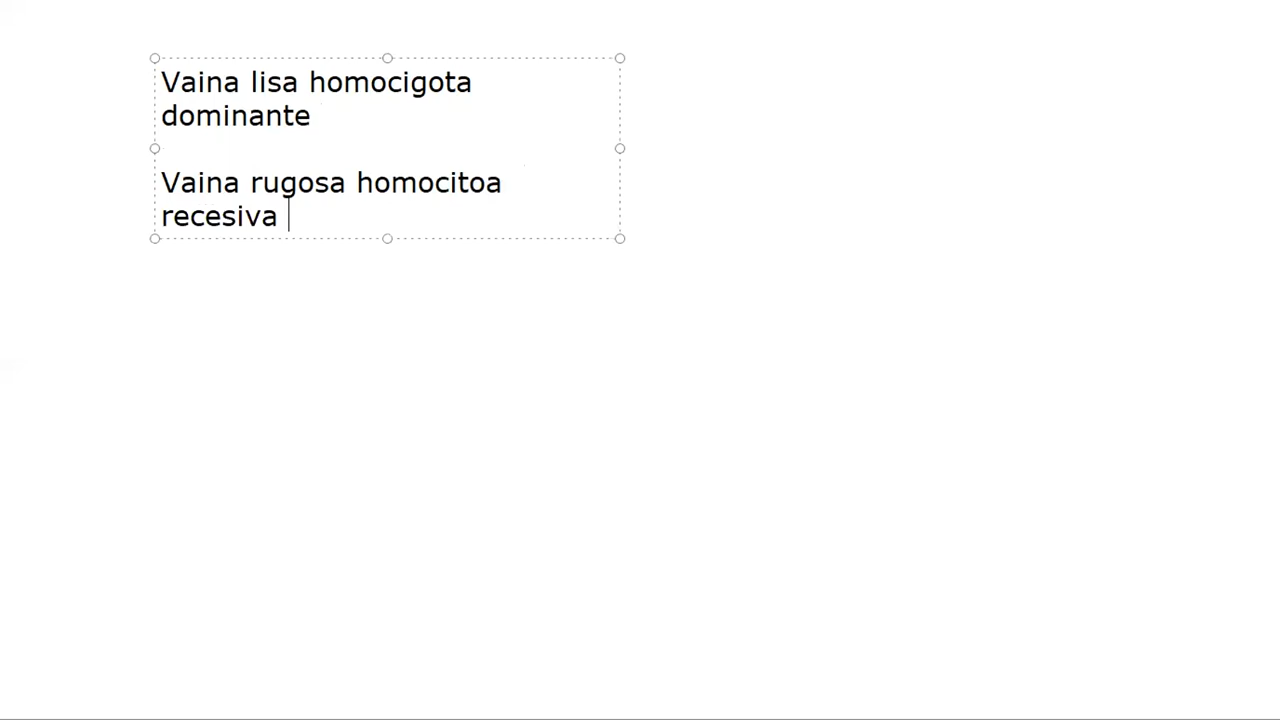 Vaina lisa homocigota
dominante
Vaina rugosa homocitoa
recesiva